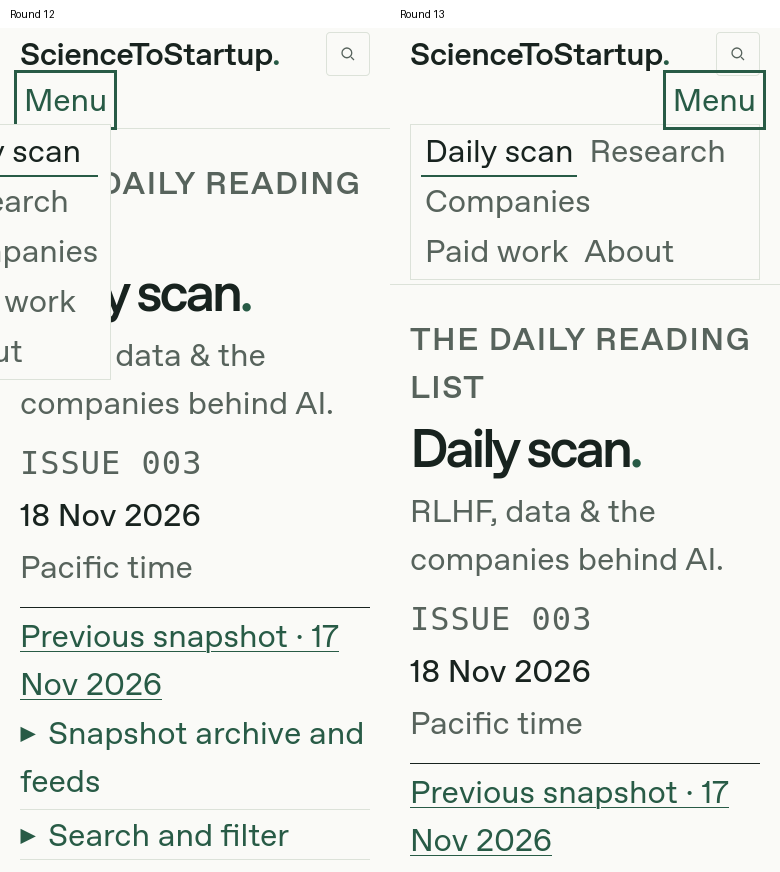 Round 12
ScienceToStartup.
Menu
y scan
earch
panies
work
ut
DAILY READING
y scan.
data & the
companies behind AI.
ISSUE 003
18 Nov 2026
Pacific time
Previous snapshot · 17
Nov 2026
▸ Snapshot archive and
feeds
▸ Search and filter
Round 13
ScienceToStartup.
Menu
Daily scan Research
Companies
Paid work About
THE DAILY READING
LIST
Daily scan.
RLHF, data & the
companies behind AI.
ISSUE 003
18 Nov 2026
Pacific time
Previous snapshot · 17
Nov 2026